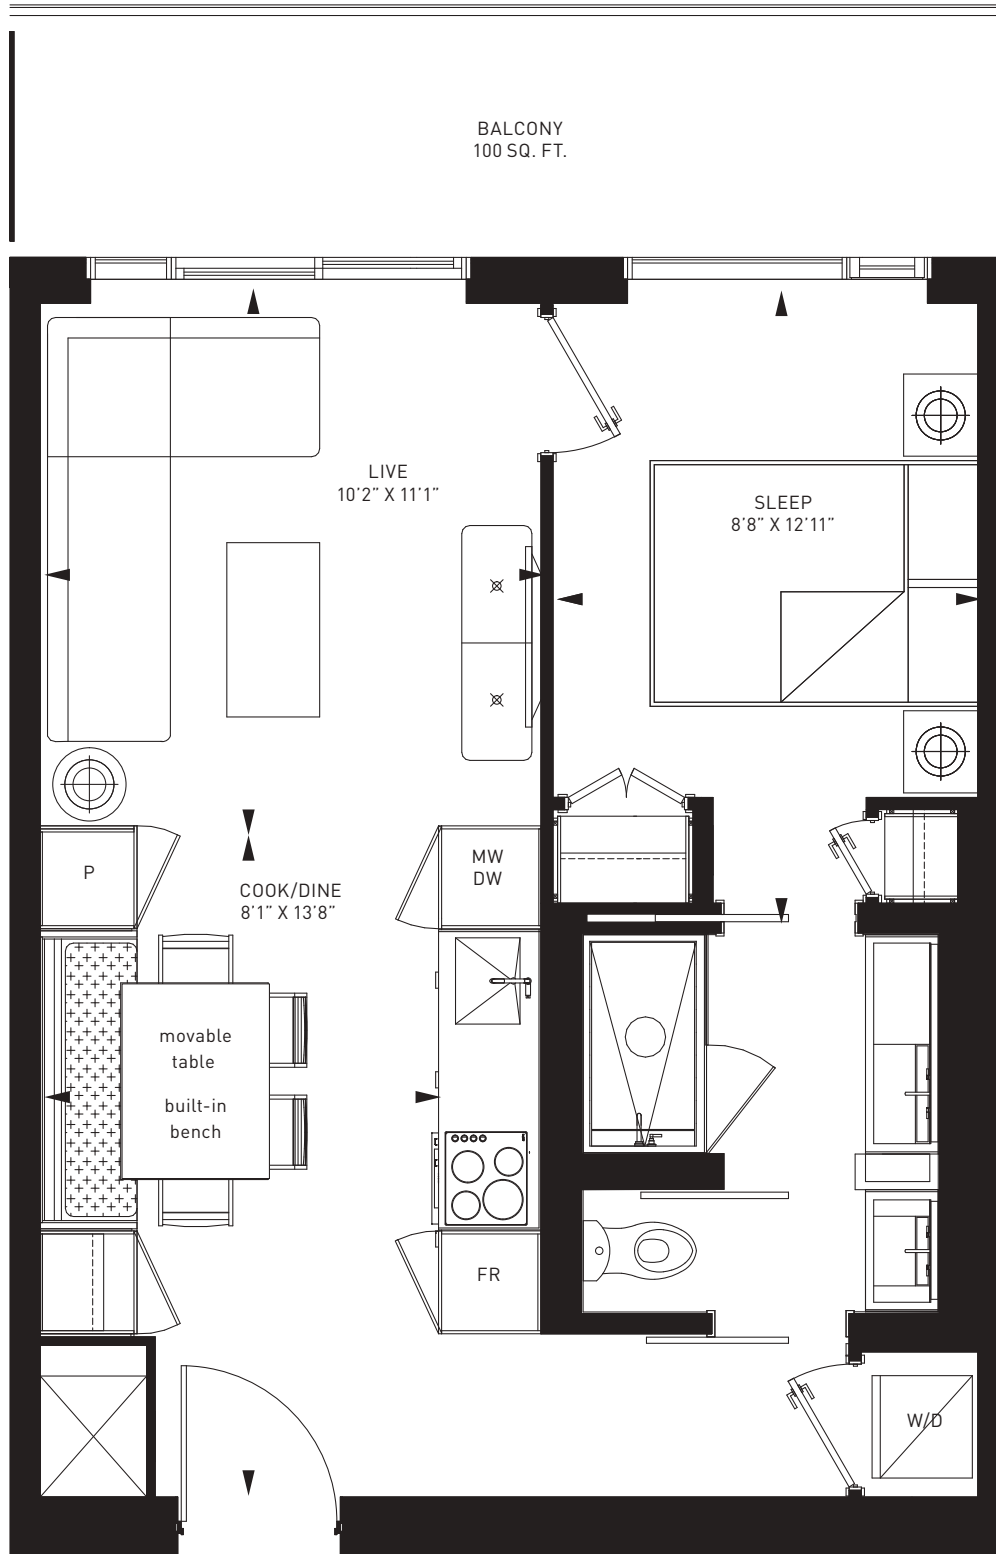 BALCONY
100 SQ. FT.
LIVE
10'2" X 11'1"
SLEEP
8'8" X 12'11"
P
MW
DW
COOK/DINE
8'1" X 13'8"
movable
table
built-in
bench
FR
W/D